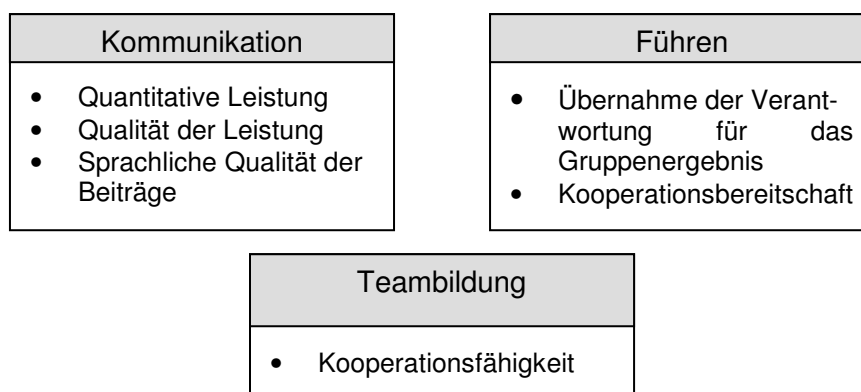 Kommunikation
• Quantitative Leistung
• Qualität der Leistung
• Sprachliche Qualität der
Beiträge
Führen
• Übernahme der Verant-
wortung für das
Gruppenergebnis
• Kooperationsbereitschaft
Teambildung
• Kooperationsfähigkeit